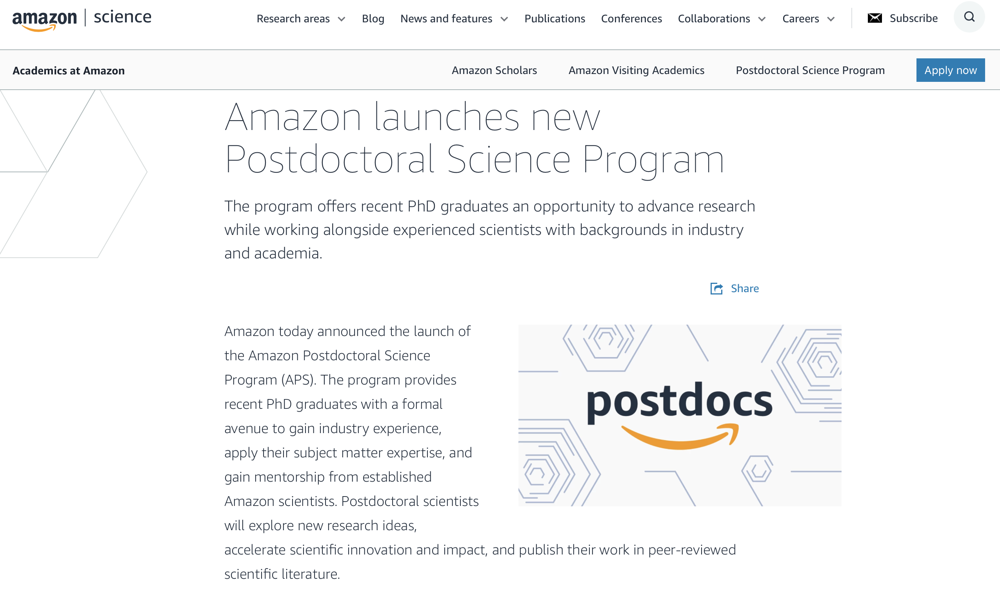 amazon | science
Research areas Blog News and features Publications Conferences Collaborations Careers Subscribe
Academics at Amazon Amazon Scholars Amazon Visiting Academics Postdoctoral Science Program Apply now
Amazon launches new
Postdoctoral Science Program
The program offers recent PhD graduates an opportunity to advance research
while working alongside experienced scientists with backgrounds in industry
and academia.
Share
Amazon today announced the launch of
the Amazon Postdoctoral Science
Program (APS). The program provides
recent PhD graduates with a formal
avenue to gain industry experience,
apply their subject matter expertise, and
gain mentorship from established
Amazon scientists. Postdoctoral scientists
will explore new research ideas,
accelerate scientific innovation and impact, and publish their work in peer-reviewed
scientific literature.
postdocs